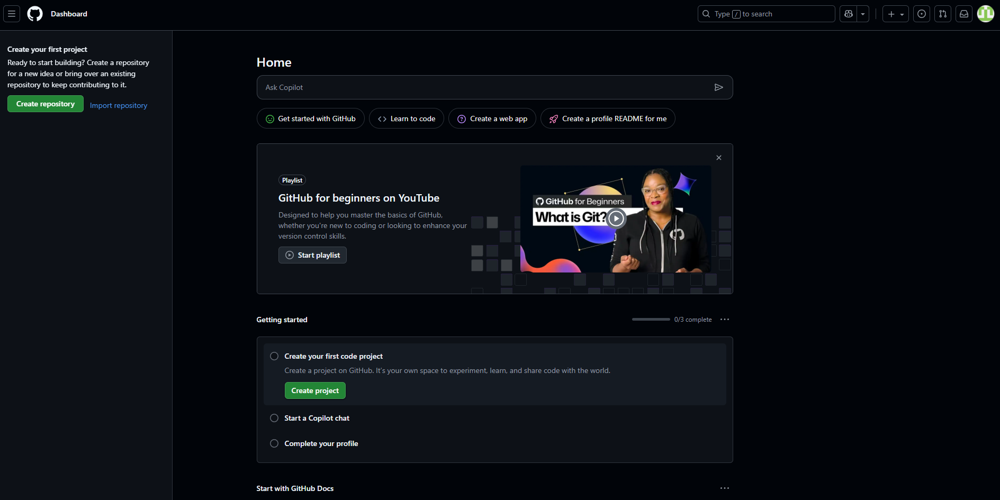 Dashboard
Type / to search
Create your first project
Ready to start building? Create a repository
for a new idea or bring over an existing
repository to keep contributing to it.
Create repository
Import repository
Home
Ask Copilot
Get started with GitHub
Learn to code
Create a web app
Create a profile README for me
Playlist
GitHub for beginners on YouTube
Designed to help you master the basics of GitHub,
whether you're new to coding or looking to enhance your
version control skills.
Start playlist
GitHub for Beginners
What is Git?
Getting started
0/3 complete
Create your first code project
Create a project on GitHub. It's your own space to experiment, learn, and share code with the world.
Create project
Start a Copilot chat
Complete your profile
Start with GitHub Docs